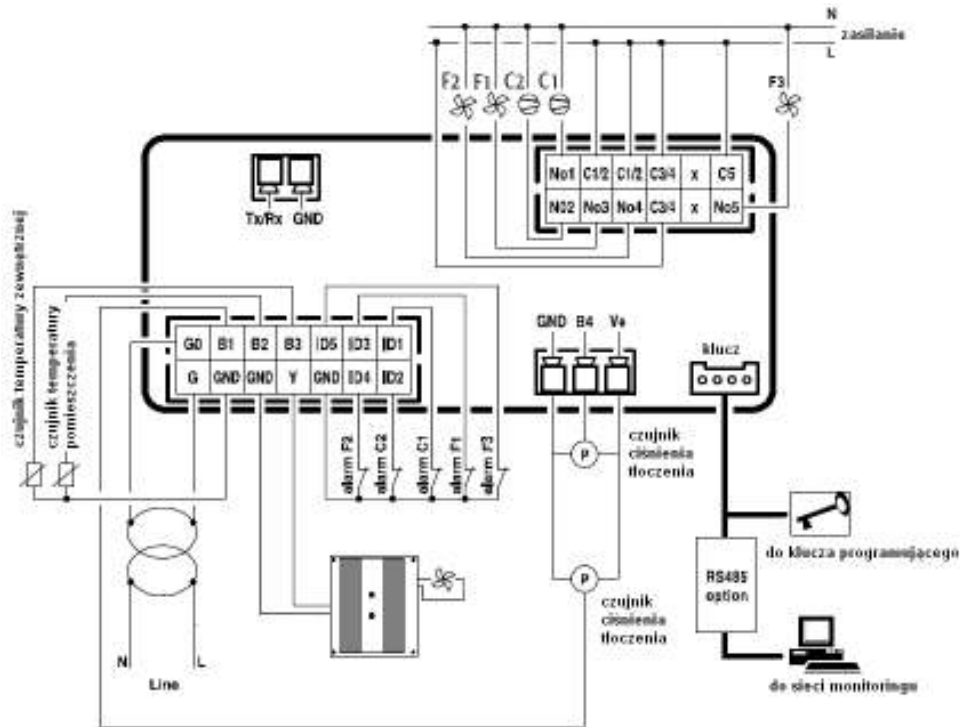 N
zasilanie
L
F2 F1 C2 C1
F3
No1 C1/2 C1/2 C3/4 x C5
N02 No3 No4 C3/4 x No5
Tx/Rx GND
czujnik temperatury zewnętrznej
czujnik temperatury
pomieszczenia
G0 B1 B2 B3 ID5 ID3 ID1
G GND GND Y GND ID4 ID2
GND B4 V+
klucz
alarm F2
alarm C2
alarm C1
alarm F1
alarm F3
P
czujnik
ciśnienia
tłoczenia
P
czujnik
ciśnienia
tłoczenia
do klucza programującego
RS485
option
do sieci monitoringu
N L
Line